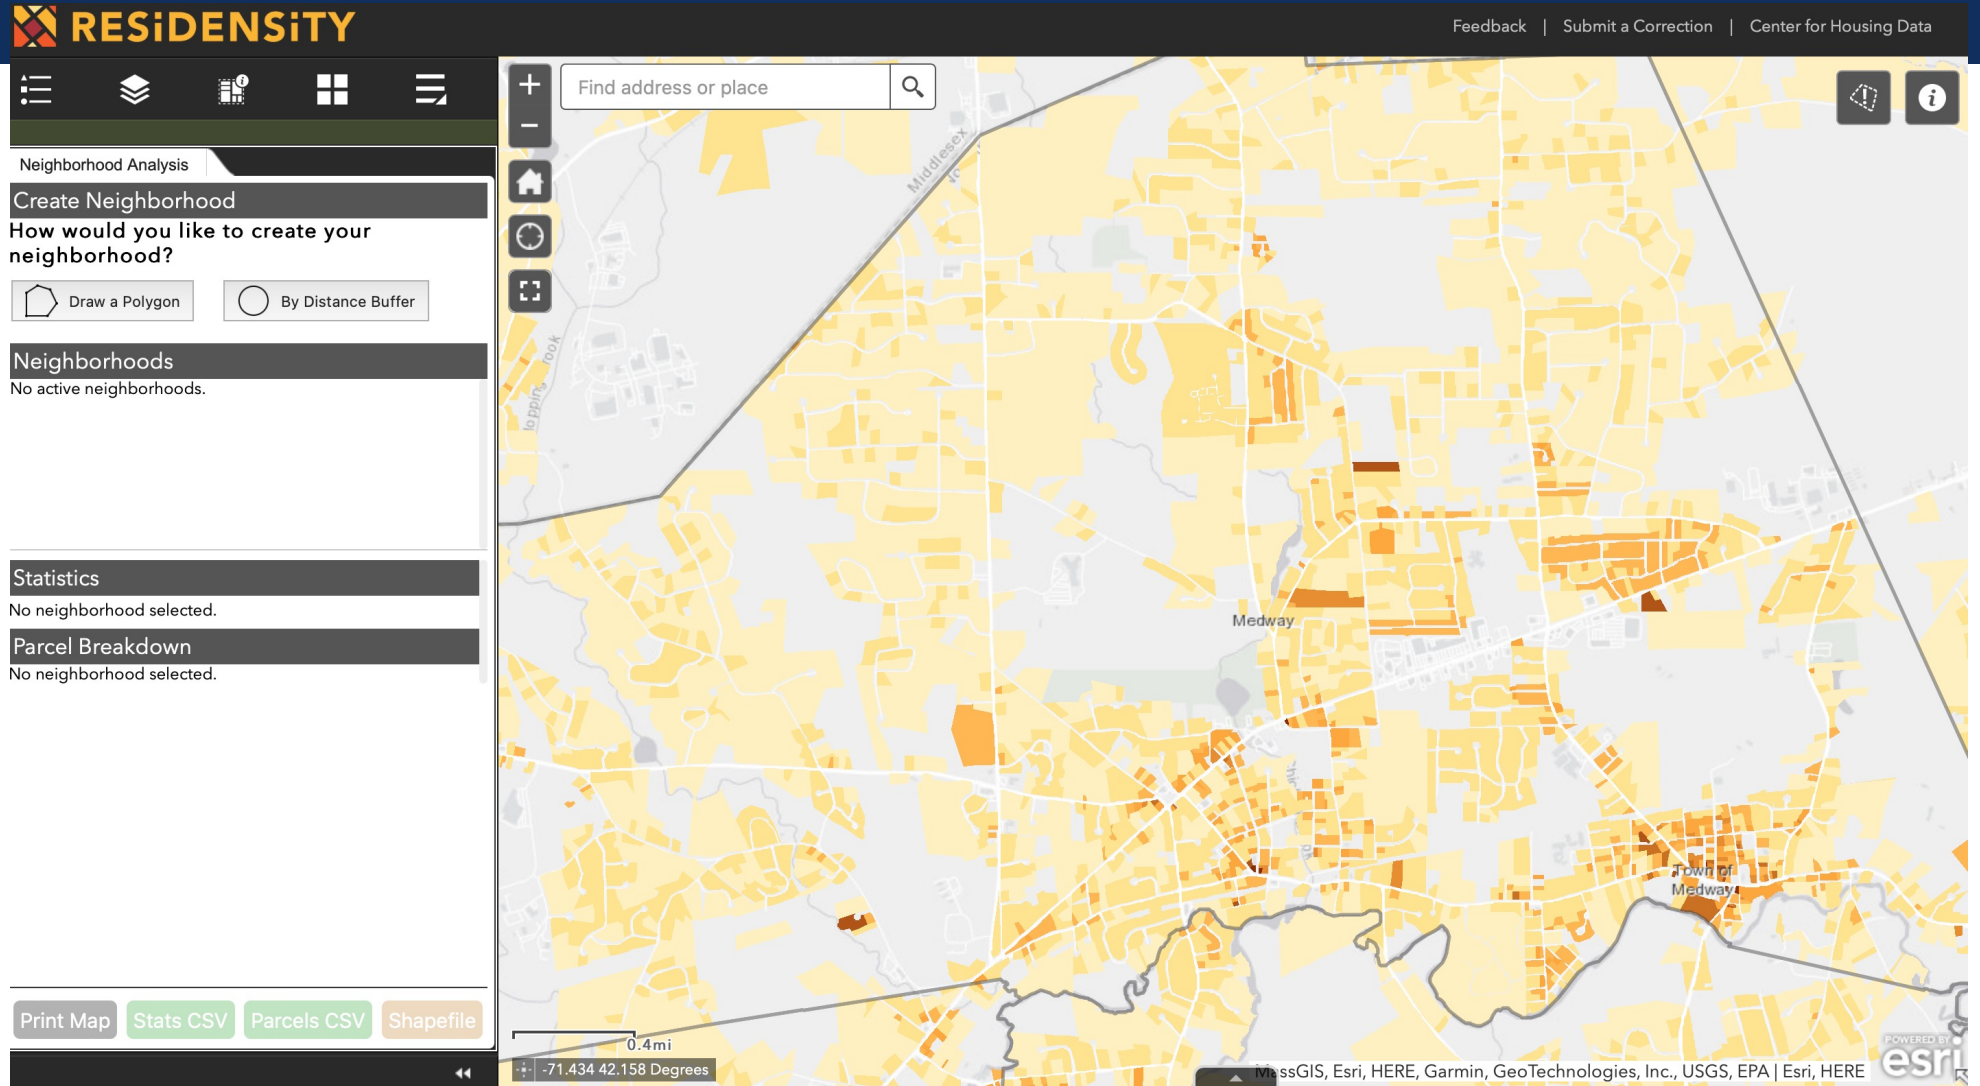 RESiDENSiTY
Feedback | Submit a Correction | Center for Housing Data
Find address or place
Neighborhood Analysis
Create Neighborhood
How would you like to create your
neighborhood?
Draw a Polygon
By Distance Buffer
Neighborhoods
No active neighborhoods.
Statistics
No neighborhood selected.
Parcel Breakdown
No neighborhood selected.
Print Map
Stats CSV
Parcels CSV
Shapefile
Middlesex
Medway
Town of
Medway
0.4mi
-71.434 42.158 Degrees
MassGIS, Esri, HERE, Garmin, GeoTechnologies, Inc., USGS, EPA | Esri, HERE
POWERED BY
esri